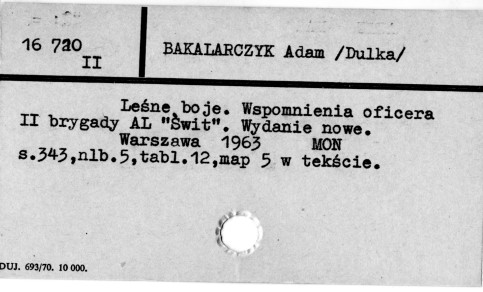 16 720
II
BAKALARCZYK Adam /Dulka/
Leśne boje. Wspomnienia oficera
II brygady AL "Świt". Wydanie nowe.
Warszawa 1963 MON
s.343,nlb.5,tabl.12,map 5 w tekście.
DUJ. 693/70. 10 000.